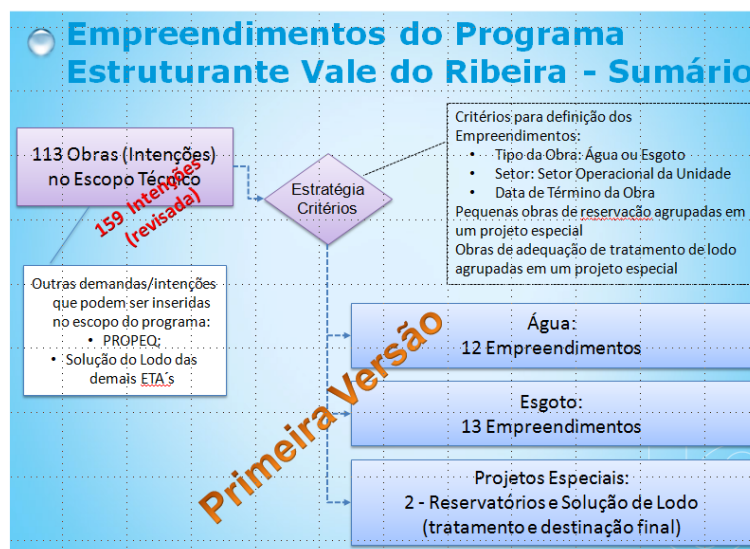 Empreendimentos do Programa
Estruturante Vale do Ribeira - Sumário
113 Obras (Intenções)
no Escopo Técnico
159 Intenções
(revisada)
Estratégia
Critérios
Critérios para definição dos
Empreendimentos:
• Tipo da Obra: Água ou Esgoto
• Setor: Setor Operacional da Unidade
• Data de Término da Obra
Pequenas obras de reservação agrupadas em
um projeto especial
Obras de adequação de tratamento de lodo
agrupadas em um projeto especial
Outras demandas/intenções
que podem ser inseridas
no escopo do programa:
• PROPEQ;
• Solução do Lodo das
demais ETA´s
Primeira Versão
Água:
12 Empreendimentos
Esgoto:
13 Empreendimentos
Projetos Especiais:
2 - Reservatórios e Solução de Lodo
(tratamento e destinação final)